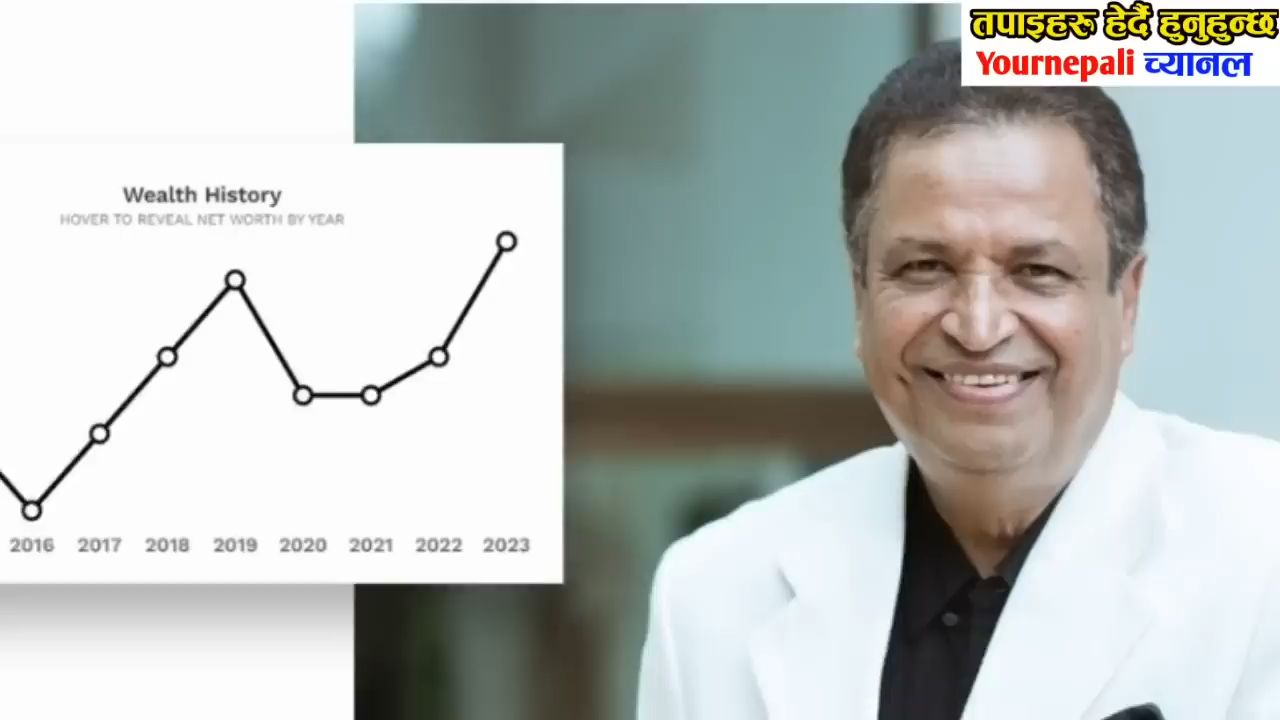 तपाइहरू हेर्दै हुनुहुन्छ
Yournepali च्यानल
Wealth History
HOVER TO REVEAL NET WORTH BY YEAR
2016 2017 2018 2019 2020 2021 2022 2023